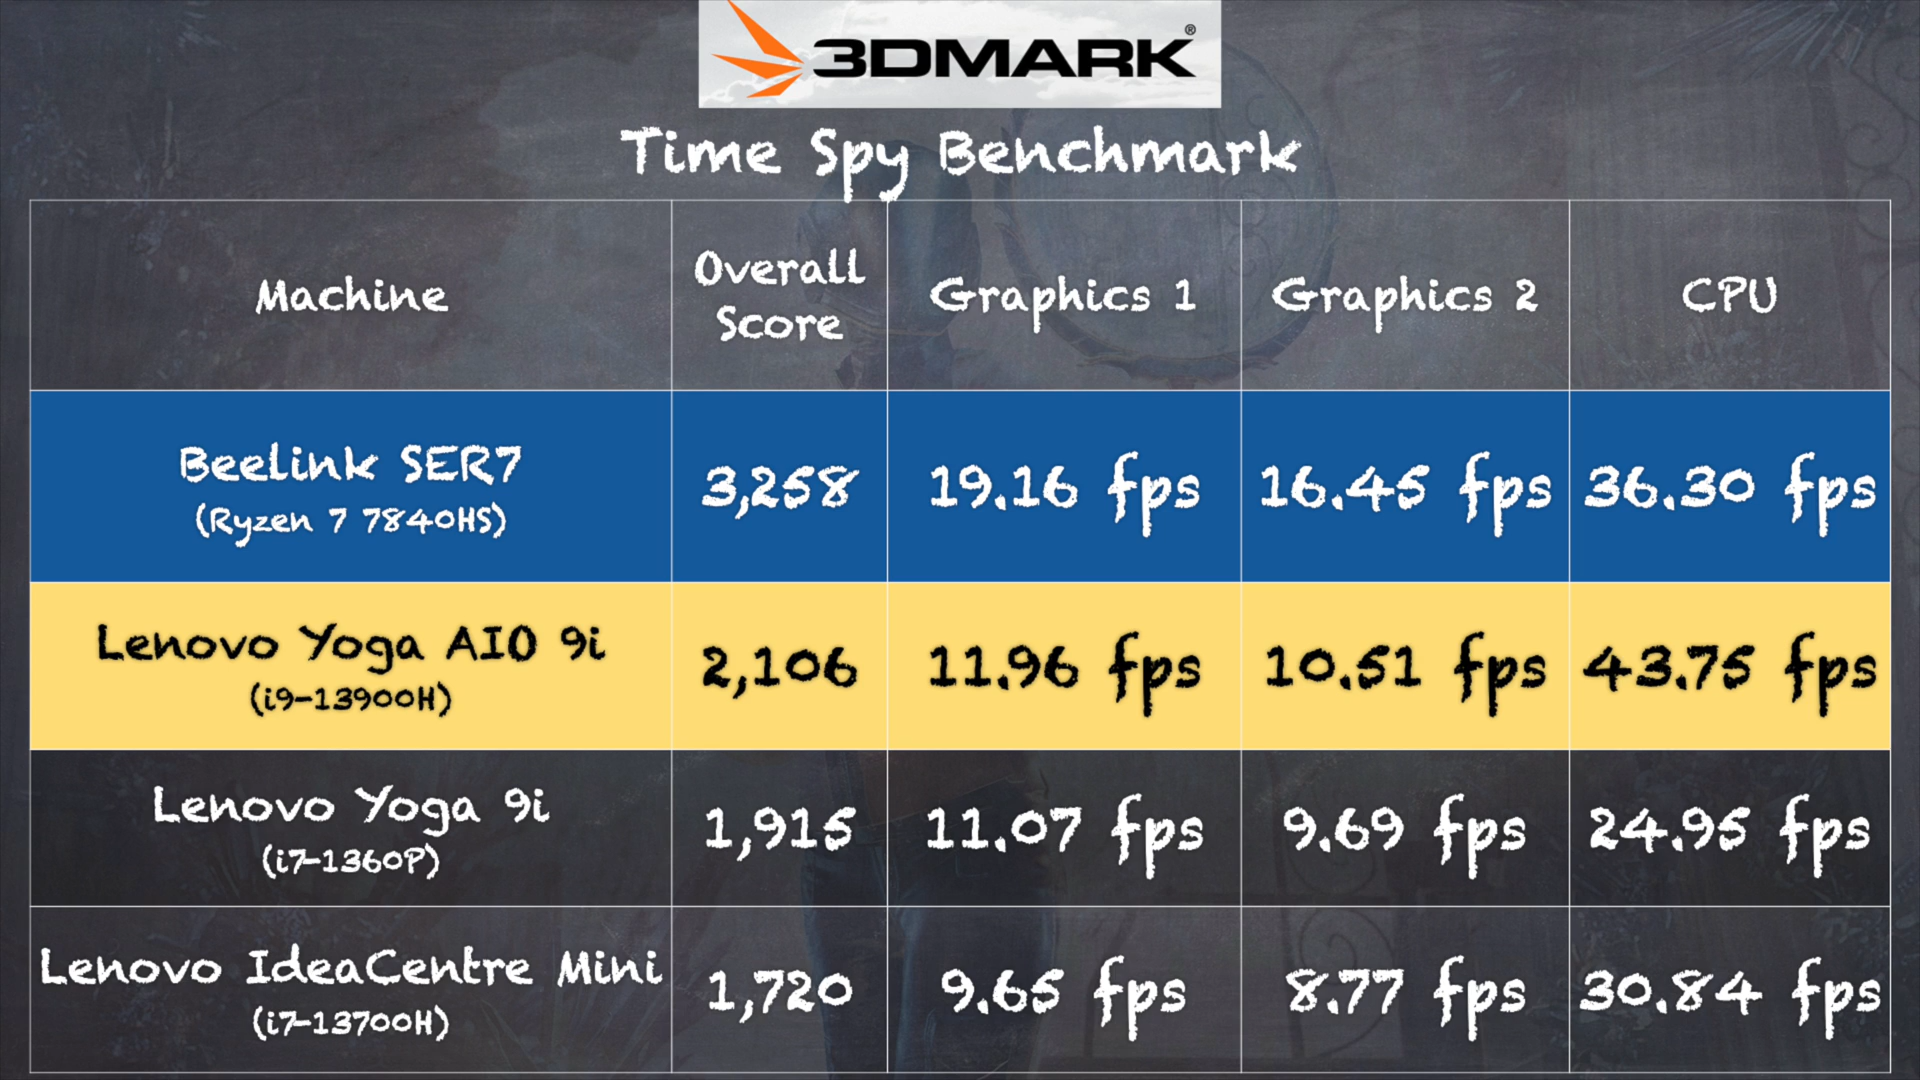 3DMARK®
Time Spy Benchmark
Machine
Overall
Score
Graphics 1
Graphics 2
CPU
Beelink SER7
(Ryzen 7 7840HS)
3,258
19.16 fps
16.45 fps
36.30 fps
Lenovo Yoga AIO 9i
(i9-13900H)
2,106
11.96 fps
10.51 fps
43.75 fps
Lenovo Yoga 9i
(i7-1360P)
1,915
11.07 fps
9.69 fps
24.95 fps
Lenovo IdeaCentre Mini
(i7-13700H)
1,720
9.65 fps
8.77 fps
30.84 fps